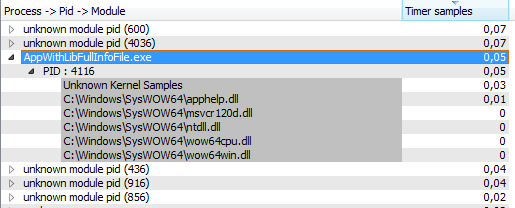 Process -> Pid -> Module Timer samples
unknown module pid (600) 0,07
unknown module pid (4036) 0,07
AppWithLibFullInfoFile.exe 0,05
PID : 4116 0,05
Unknown Kernel Samples 0,03
C:\Windows\SysWOW64\apphelp.dll 0,01
C:\Windows\SysWOW64\msvcr120d.dll 0
C:\Windows\SysWOW64\ntdll.dll 0
C:\Windows\SysWOW64\wow64cpu.dll 0
C:\Windows\SysWOW64\wow64win.dll 0
unknown module pid (436) 0,04
unknown module pid (916) 0,04
unknown module pid (856) 0,02